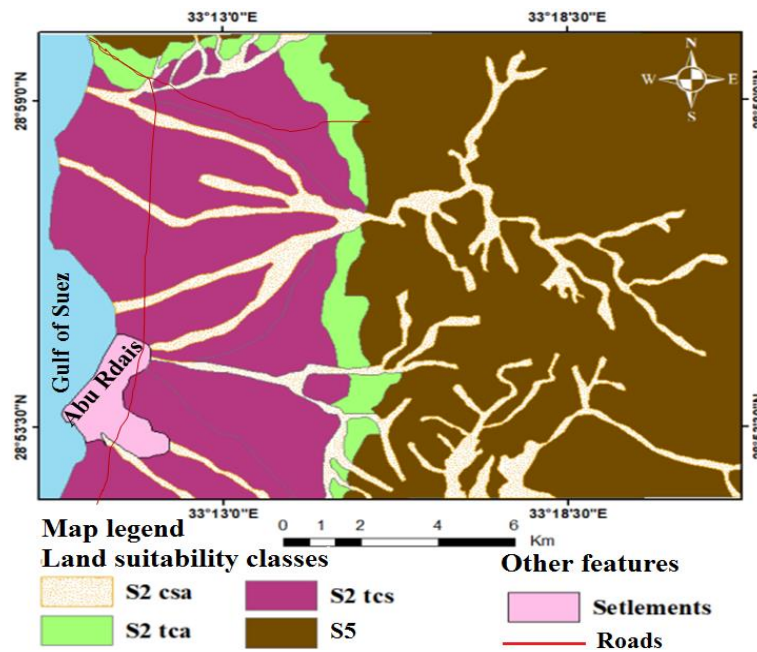 33°13'0"E 33°18'30"E
28°59'0"N
N
W E
S
Gulf of Suez
Abu Rdais
28°53'30"N
33°13'0"E 33°18'30"E
Map legend
0 1 2 4 6
Km
Land suitability classes
Other features
S2 csa
S2 tcs
Setlements
S2 tca
S5
Roads